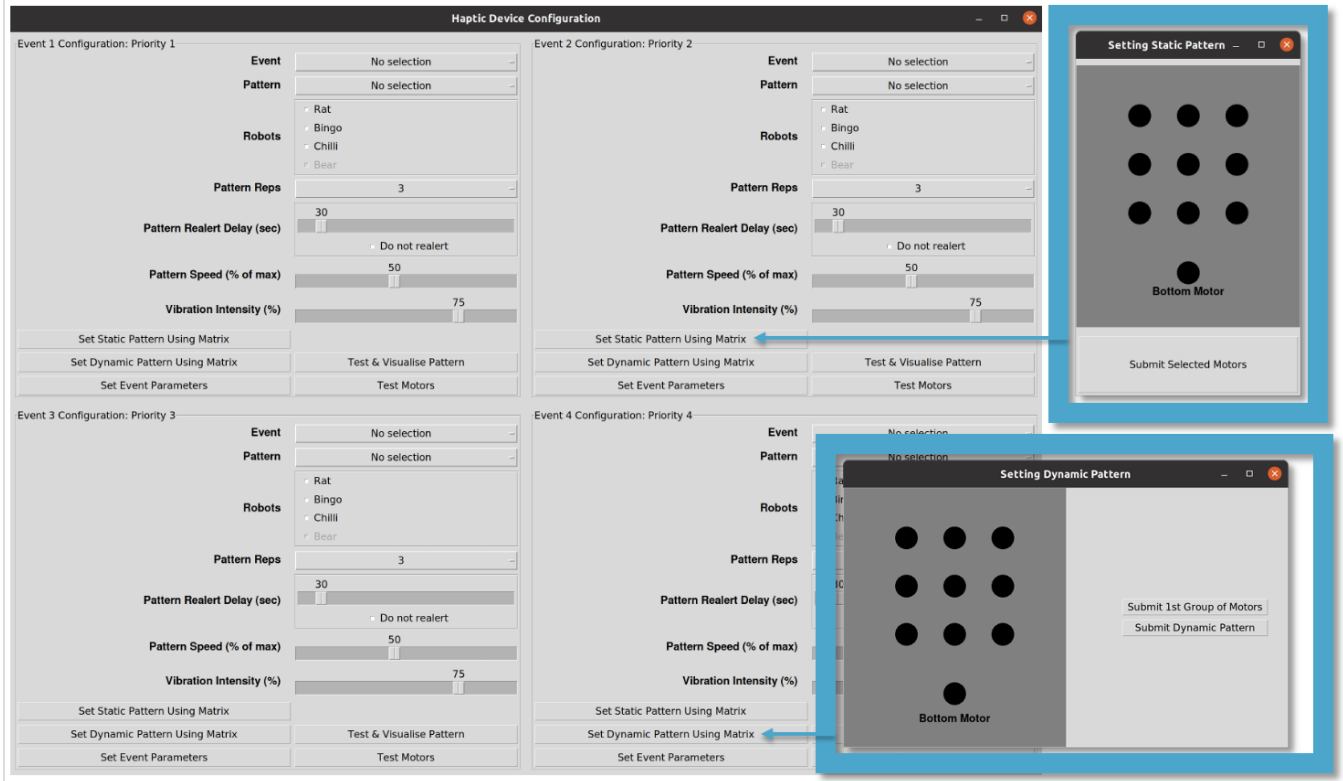 Haptic Device Configuration
Event 1 Configuration: Priority 1
Event No selection
Pattern No selection
Robots
Rat
Bingo
Chilli
Bear
Pattern Reps 3
Pattern Realert Delay (sec) 30
Do not realert
Pattern Speed (% of max) 50
Vibration Intensity (%) 75
Set Static Pattern Using Matrix
Set Dynamic Pattern Using Matrix Test & Visualise Pattern
Set Event Parameters Test Motors
Event 2 Configuration: Priority 2
Event No selection
Pattern No selection
Robots
Rat
Bingo
Chilli
Bear
Pattern Reps 3
Pattern Realert Delay (sec) 30
Do not realert
Pattern Speed (% of max) 50
Vibration Intensity (%) 75
Set Static Pattern Using Matrix
Set Dynamic Pattern Using Matrix Test & Visualise Pattern
Set Event Parameters Test Motors
Setting Static Pattern
Bottom Motor
Submit Selected Motors
Event 3 Configuration: Priority 3
Event No selection
Pattern No selection
Robots
Rat
Bingo
Chilli
Bear
Pattern Reps 3
Pattern Realert Delay (sec) 30
Do not realert
Pattern Speed (% of max) 50
Vibration Intensity (%) 75
Set Static Pattern Using Matrix
Set Dynamic Pattern Using Matrix Test & Visualise Pattern
Set Event Parameters Test Motors
Event 4 Configuration: Priority 4
Event
Pattern No selection
Robots
Pattern Reps
Pattern Realert Delay (sec)
Pattern Speed (% of max)
Vibration Intensity (%)
Set Static Pattern Using Matrix
Set Dynamic Pattern Using Matrix
Set Event Parameters Test Motors
Setting Dynamic Pattern
Submit 1st Group of Motors
Submit Dynamic Pattern
Bottom Motor